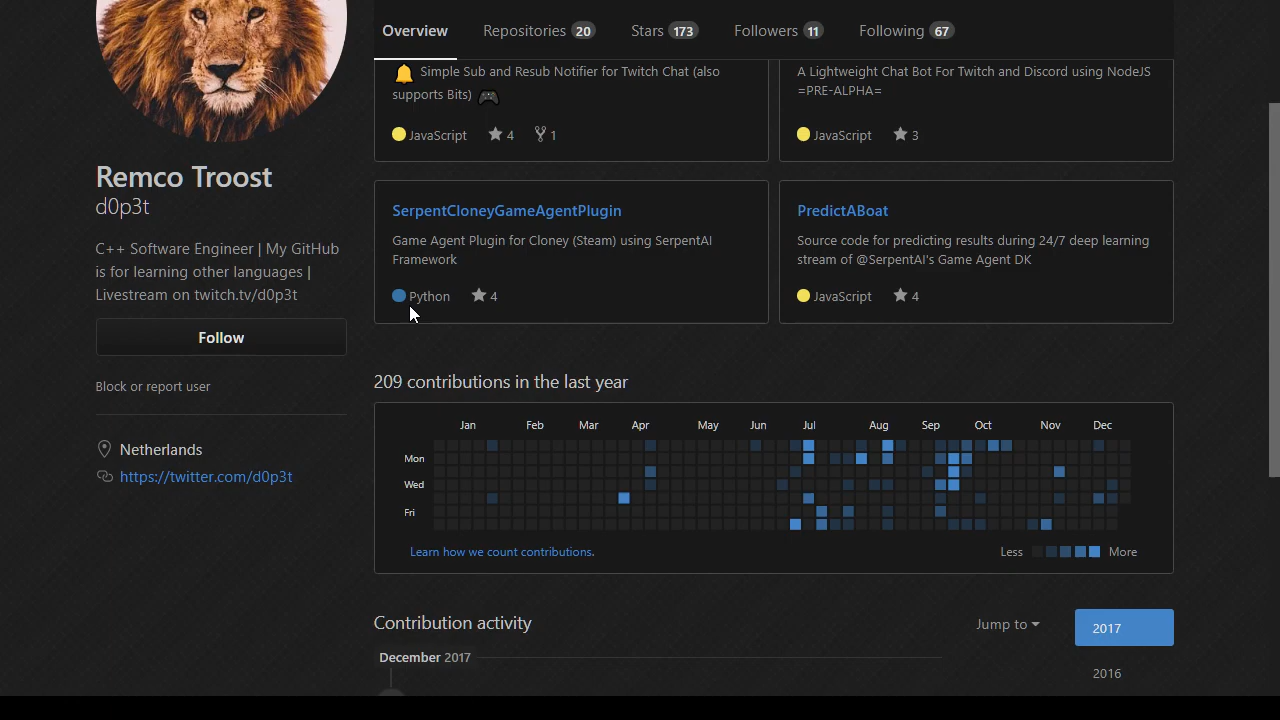 Overview Repositories 20 Stars 173 Followers 11 Following 67
Simple Sub and Resub Notifier for Twitch Chat (also
supports Bits)
JavaScript 4 1
A Lightweight Chat Bot For Twitch and Discord using NodeJS
=PRE-ALPHA=
JavaScript 3
Remco Troost
d0p3t
C++ Software Engineer | My GitHub
is for learning other languages |
Livestream on twitch.tv/d0p3t
Follow
Block or report user
Netherlands
https://twitter.com/d0p3t
SerpentCloneyGameAgentPlugin
Game Agent Plugin for Cloney (Steam) using SerpentAI
Framework
Python 4
PredictABoat
Source code for predicting results during 24/7 deep learning
stream of @SerpentAI's Game Agent DK
JavaScript 4
209 contributions in the last year
Jan Feb Mar Apr May Jun Jul Aug Sep Oct Nov Dec
Mon
Wed
Fri
Learn how we count contributions.
Less More
Contribution activity
Jump to
2017
2016
December 2017